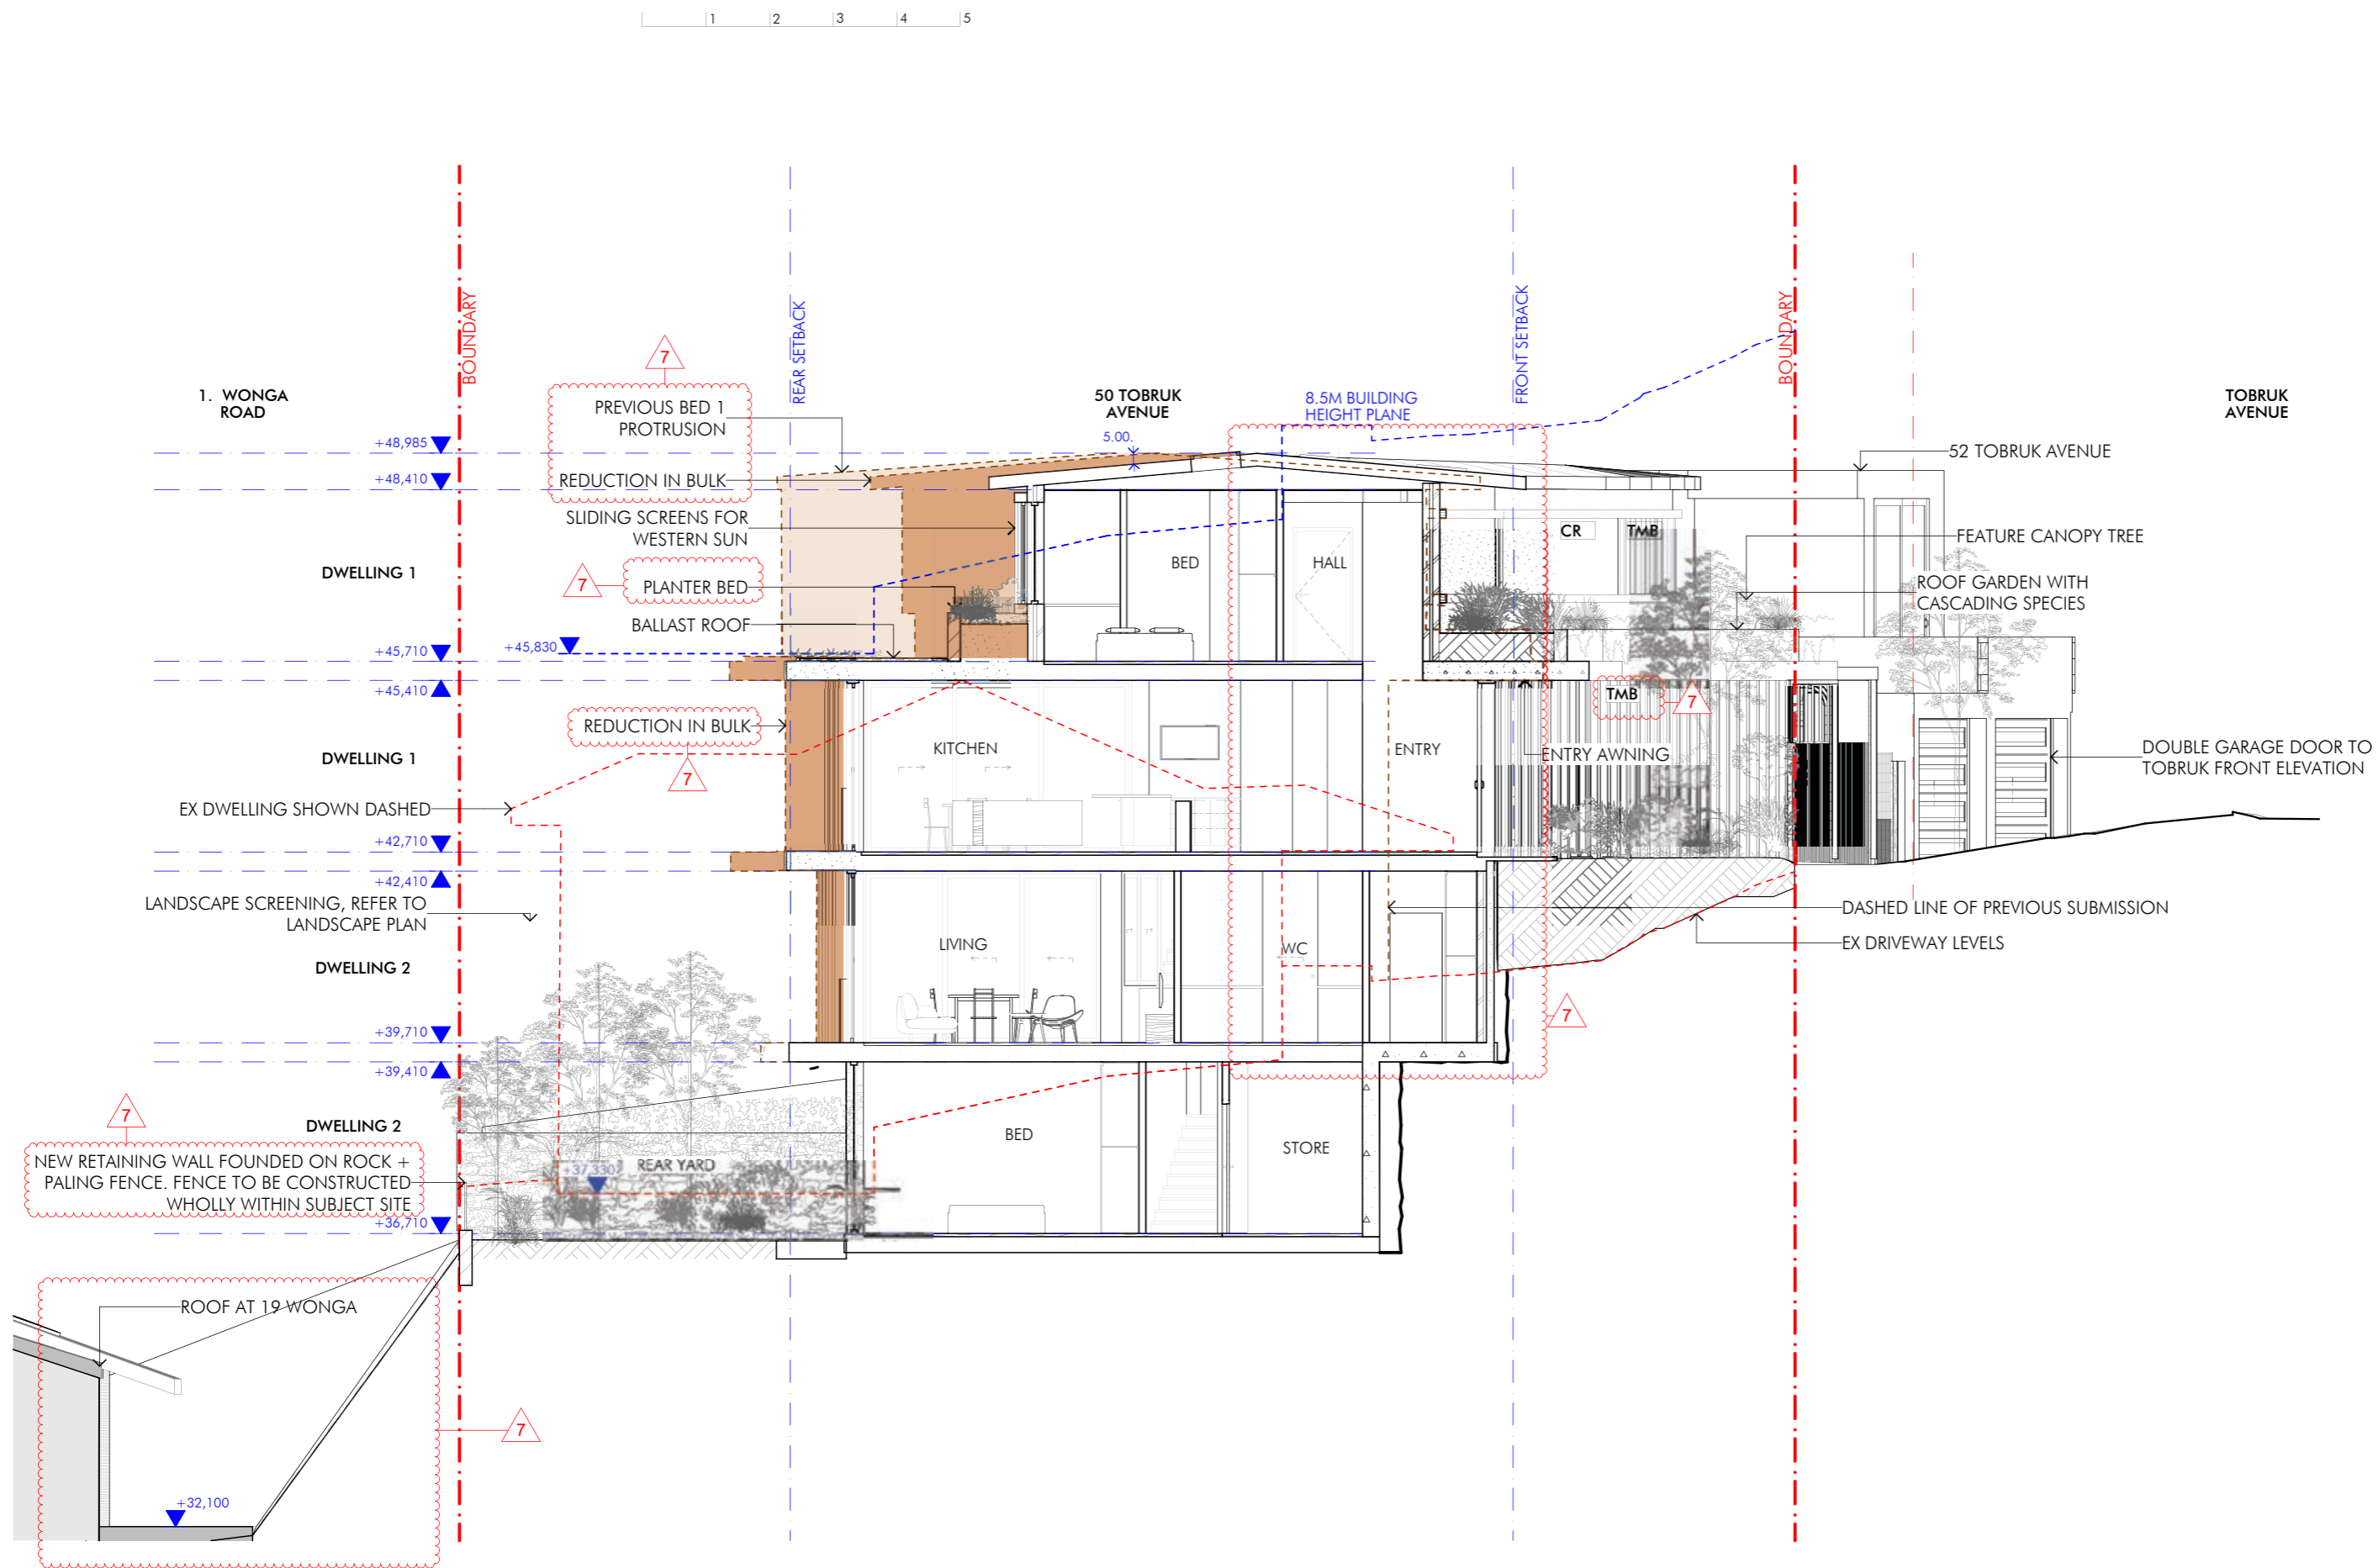 1 2 3 4 5
BOUNDARY
REAR SETBACK
FRONT SETBACK
BOUNDARY
7
1. WONGA
ROAD
PREVIOUS BED 1
PROTRUSION
50 TOBRUK
AVENUE
8.5M BUILDING
HEIGHT PLANE
TOBRUK
AVENUE
+48,985
5.00.
52 TOBRUK AVENUE
+48,410
REDUCTION IN BULK
SLIDING SCREENS FOR
WESTERN SUN
CR
TMB
FEATURE CANOPY TREE
BED
HALL
DWELLING 1
7
PLANTER BED
ROOF GARDEN WITH
CASCADING SPECIES
BALLAST ROOF
+45,710
+45,830
+45,410
TMB
7
REDUCTION IN BULK
KITCHEN
ENTRY
ENTRY AWNING
DWELLING 1
7
DOUBLE GARAGE DOOR TO
TOBRUK FRONT ELEVATION
EX DWELLING SHOWN DASHED
+42,710
+42,410
LANDSCAPE SCREENING, REFER TO
LANDSCAPE PLAN
DASHED LINE OF PREVIOUS SUBMISSION
LIVING
WC
EX DRIVEWAY LEVELS
DWELLING 2
7
+39,710
+39,410
7
DWELLING 2
BED
STORE
NEW RETAINING WALL FOUNDED ON ROCK +
PALING FENCE. FENCE TO BE CONSTRUCTED
WHOLLY WITHIN SUBJECT SITE
+37,330
REAR YARD
+36,710
ROOF AT 19 WONGA
7
+32,100